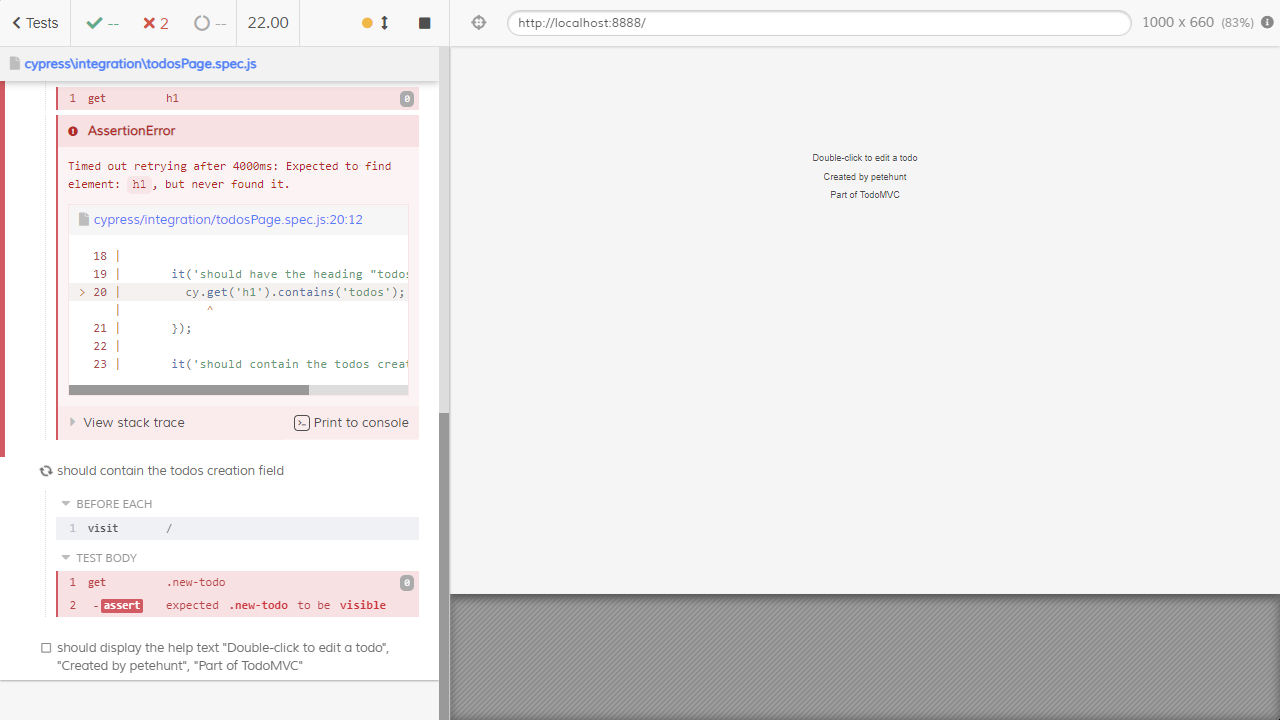 Tests -- 2 -- 22.00 http://localhost:8888/ 1000 x 660 (83%)
cypress\integration\todosPage.spec.js
1 get h1 0
AssertionError
Timed out retrying after 4000ms: Expected to find
element: h1, but never found it.
cypress/integration/todosPage.spec.js:20:12
18 |
19 | it('should have the heading "todos
> 20 | cy.get('h1').contains('todos');
| ^
21 | });
22 |
23 | it('should contain the todos creat
View stack trace Print to console
should contain the todos creation field
BEFORE EACH
1 visit /
TEST BODY
1 get .new-todo 0
2 -assert expected .new-todo to be visible
should display the help text "Double-click to edit a todo",
"Created by petehunt", "Part of TodoMVC"
Double-click to edit a todo
Created by petehunt
Part of TodoMVC